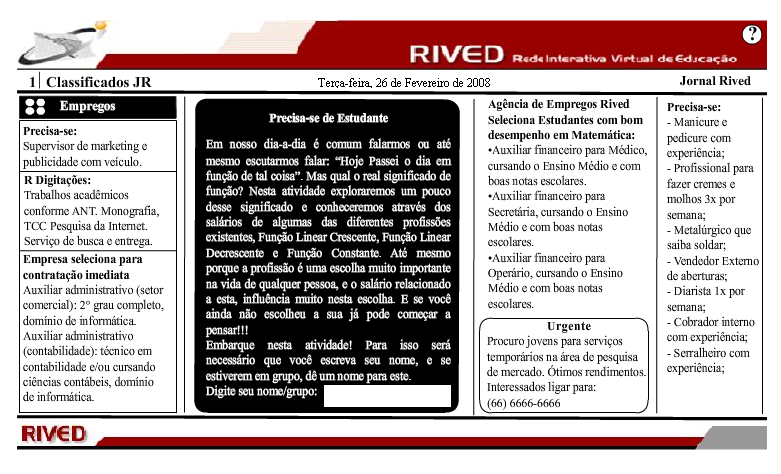 ?
RIVED Rede Interativa Virtual de Educação
1 Classificados JR
Terça-feira, 26 de Fevereiro de 2008
Jornal Rived
Empregos
Precisa-se:
Supervisor de marketing e
publicidade com veículo.
R Digitações:
Trabalhos acadêmicos
conforme ANT. Monografia,
TCC Pesquisa da Internet.
Serviço de busca e entrega.
Empresa seleciona para
contratação imediata
Auxiliar administrativo (setor
comercial): 2º grau completo,
domínio de informática.
Auxiliar administrativo
(contabilidade): técnico em
contabilidade e/ou cursando
ciências contábeis, domínio
de informática.
Precisa-se de Estudante
Em nosso dia-a-dia é comum falarmos ou até
mesmo escutarmos falar: “Hoje Passei o dia em
função de tal coisa”. Mas qual o real significado de
função? Nesta atividade exploraremos um pouco
desse significado e conheceremos através dos
salários de algumas das diferentes profissões
existentes, Função Linear Crescente, Função Linear
Decrescente e Função Constante. Até mesmo
porque a profissão é uma escolha muito importante
na vida de qualquer pessoa, e o salário relacionado
a esta, influência muito nesta escolha. E se você
ainda não escolheu a sua já pode começar a
pensar!!!
Embarque nesta atividade! Para isso será
necessário que você escreva seu nome, e se
estiverem em grupo, dê um nome para este.
Digite seu nome/grupo:
Agência de Empregos Rived
Seleciona Estudantes com bom
desempenho em Matemática:
•Auxiliar financeiro para Médico,
cursando o Ensino Médio e com
boas notas escolares.
•Auxiliar financeiro para
Secretária, cursando o Ensino
Médio e com boas notas
escolares.
•Auxiliar financeiro para
Operário, cursando o Ensino
Médio e com boas notas
escolares.
Urgente
Procuro jovens para serviços
temporários na área de pesquisa
de mercado. Ótimos rendimentos.
Interessados ligar para:
(66) 6666-6666
Precisa-se:
- Manicure e
pedicure com
experiência;
- Profissional para
fazer cremes e
molhos 3x por
semana;
- Metalúrgico que
saiba soldar;
- Vendedor Externo
de aberturas;
- Diarista 1x por
semana;
- Cobrador interno
com experiência;
- Serralheiro com
experiência;
RIVED